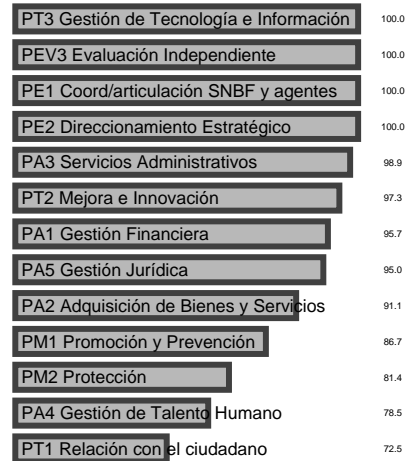 PT3 Gestión de Tecnología e Información 100.0
PEV3 Evaluación Independiente 100.0
PE1 Coord/articulación SNBF y agentes 100.0
PE2 Direccionamiento Estratégico 100.0
PA3 Servicios Administrativos 98.9
PT2 Mejora e Innovación 97.3
PA1 Gestión Financiera 95.7
PA5 Gestión Jurídica 95.0
PA2 Adquisición de Bienes y Servicios 91.1
PM1 Promoción y Prevención 86.7
PM2 Protección 81.4
PA4 Gestión de Talento Humano 78.5
PT1 Relación con el ciudadano 72.5